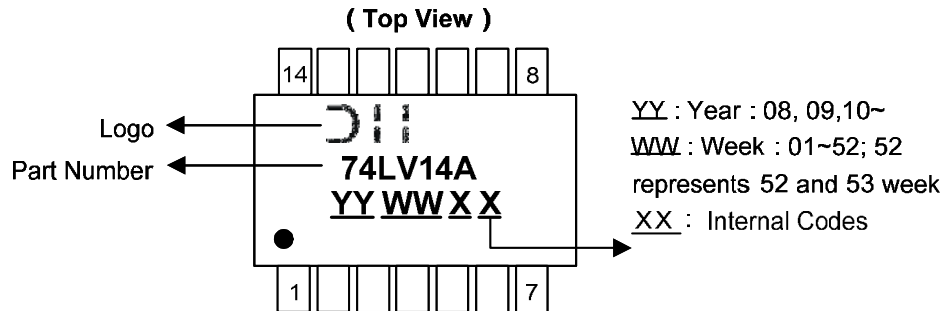 ( Top View )
14 8
Logo
Part Number
74LV14A
YY WW X X
1 7
YY : Year : 08, 09,10~
WW : Week : 01~52; 52
represents 52 and 53 week
XX : Internal Codes